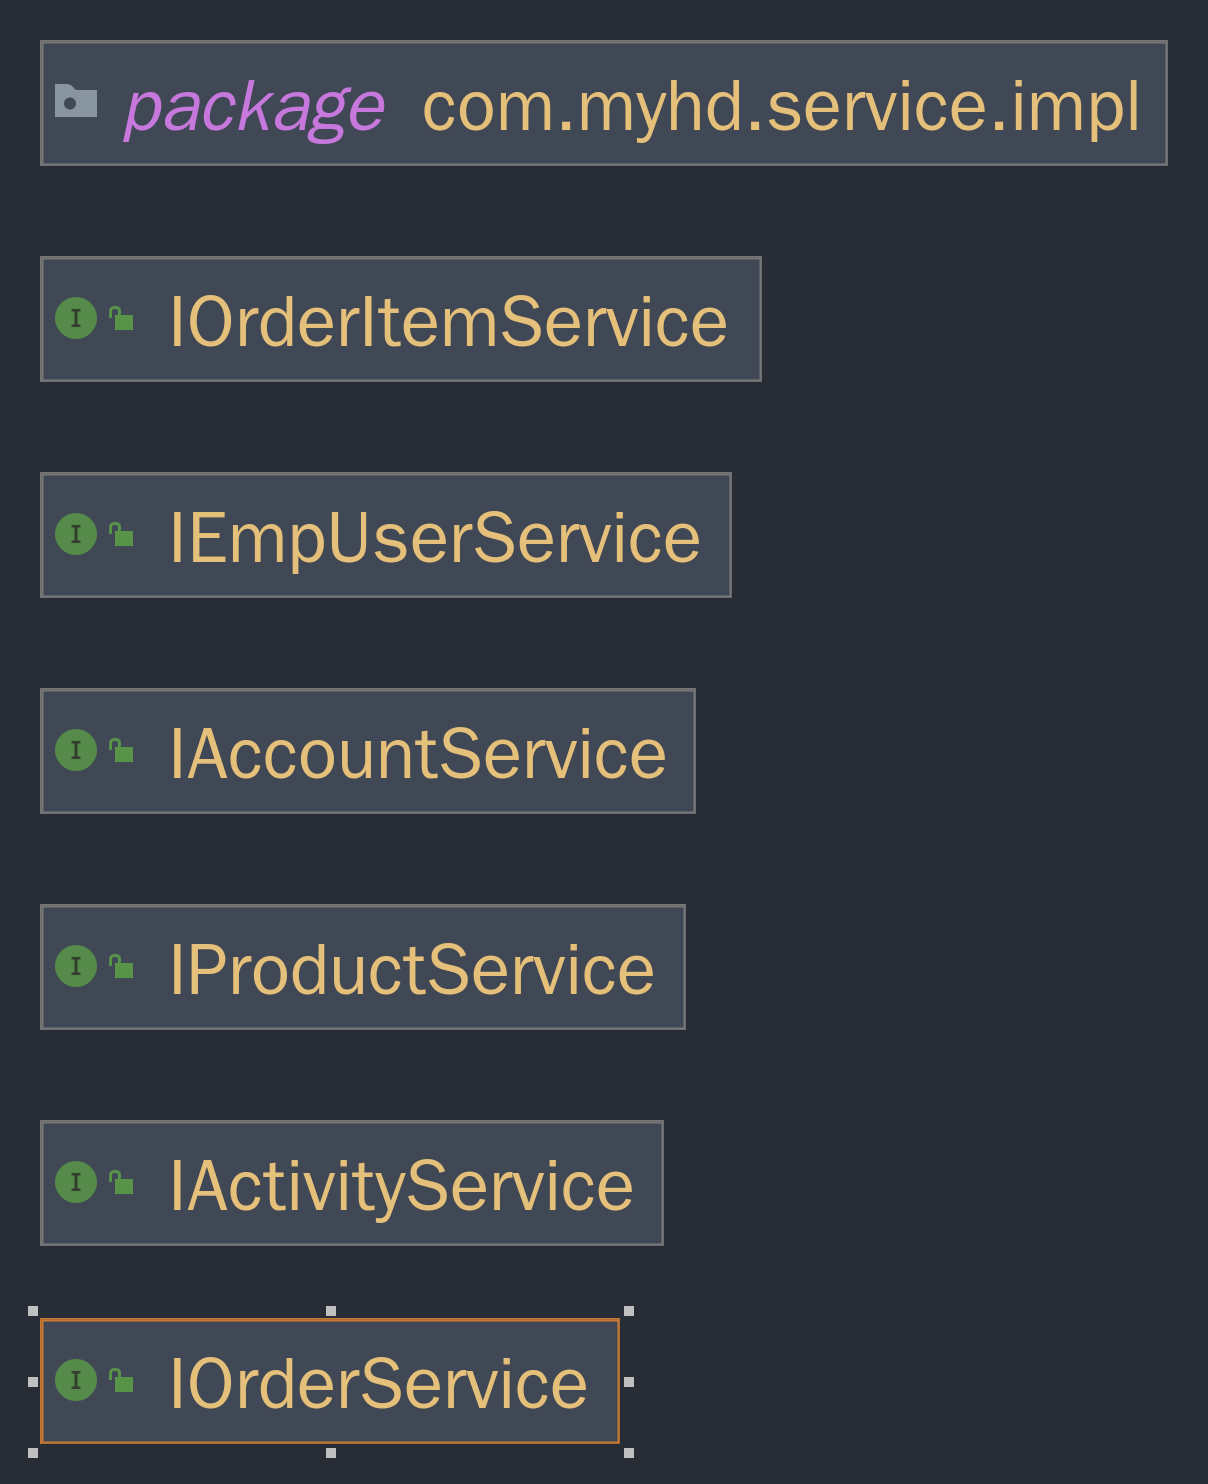 package com.myhd.service.impl
I IOrderItemService
I IEmpUserService
I IAccountService
I IProductService
I IActivityService
I IOrderService